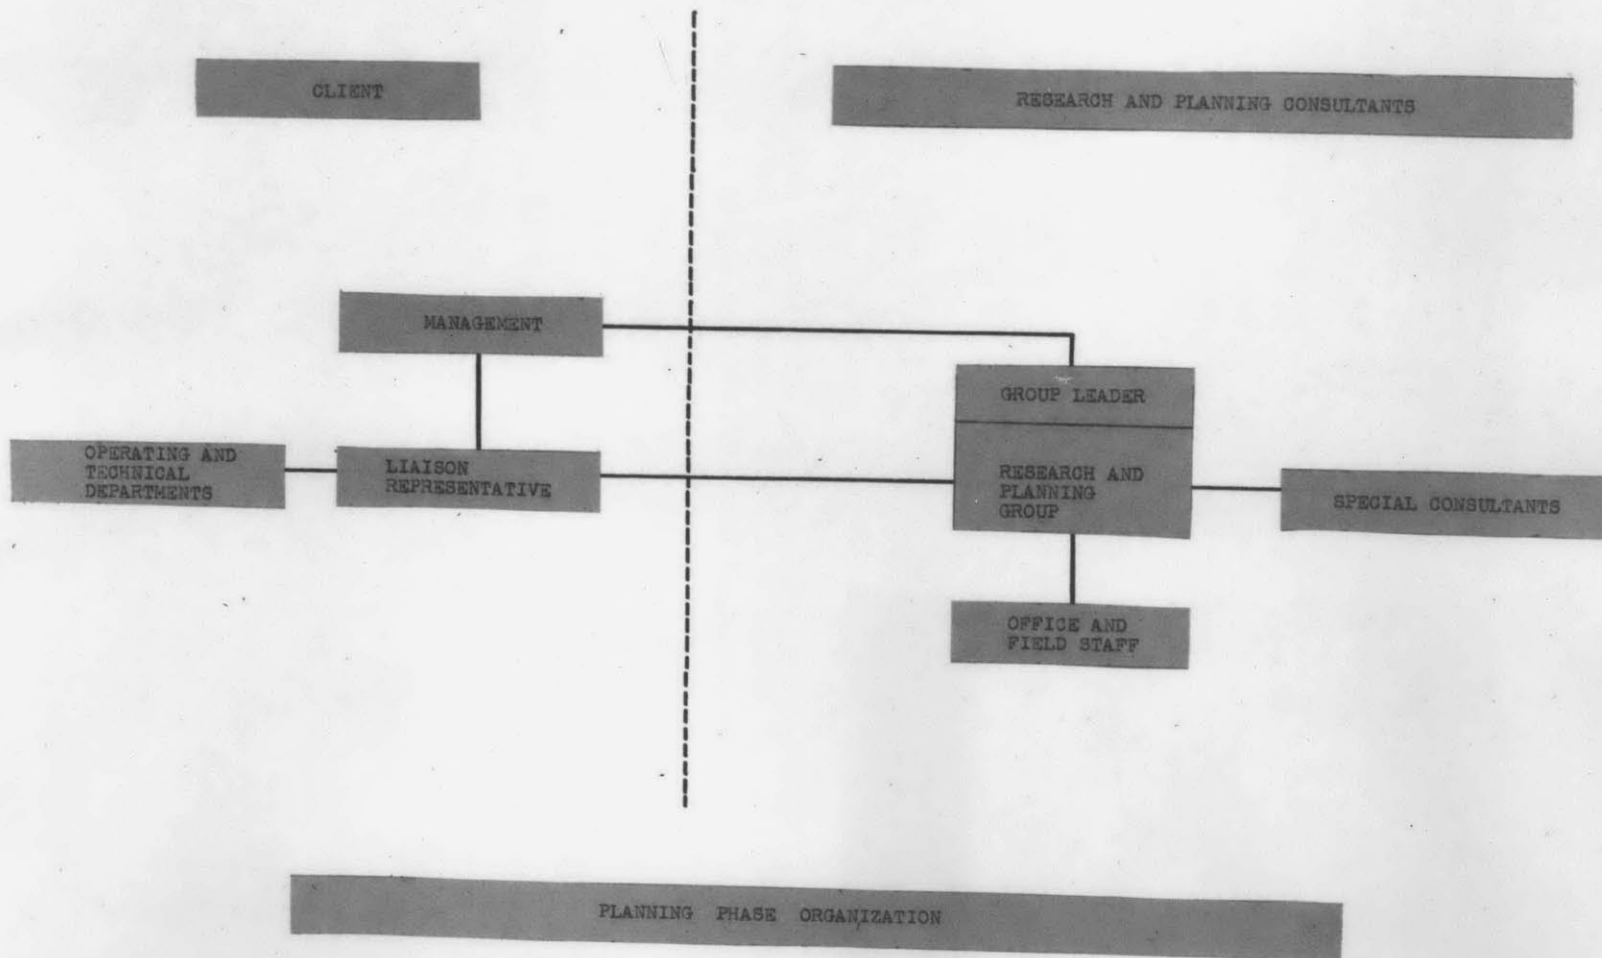 CLIENT
RESEARCH AND PLANNING CONSULTANTS
MANAGEMENT
GROUP LEADER
OPERATING AND
TECHNICAL
DEPARTMENTS
LIAISON
REPRESENTATIVE
RESEARCH AND
PLANNING
GROUP
SPECIAL CONSULTANTS
OFFICE AND
FIELD STAFF
PLANNING PHASE ORGANIZATION